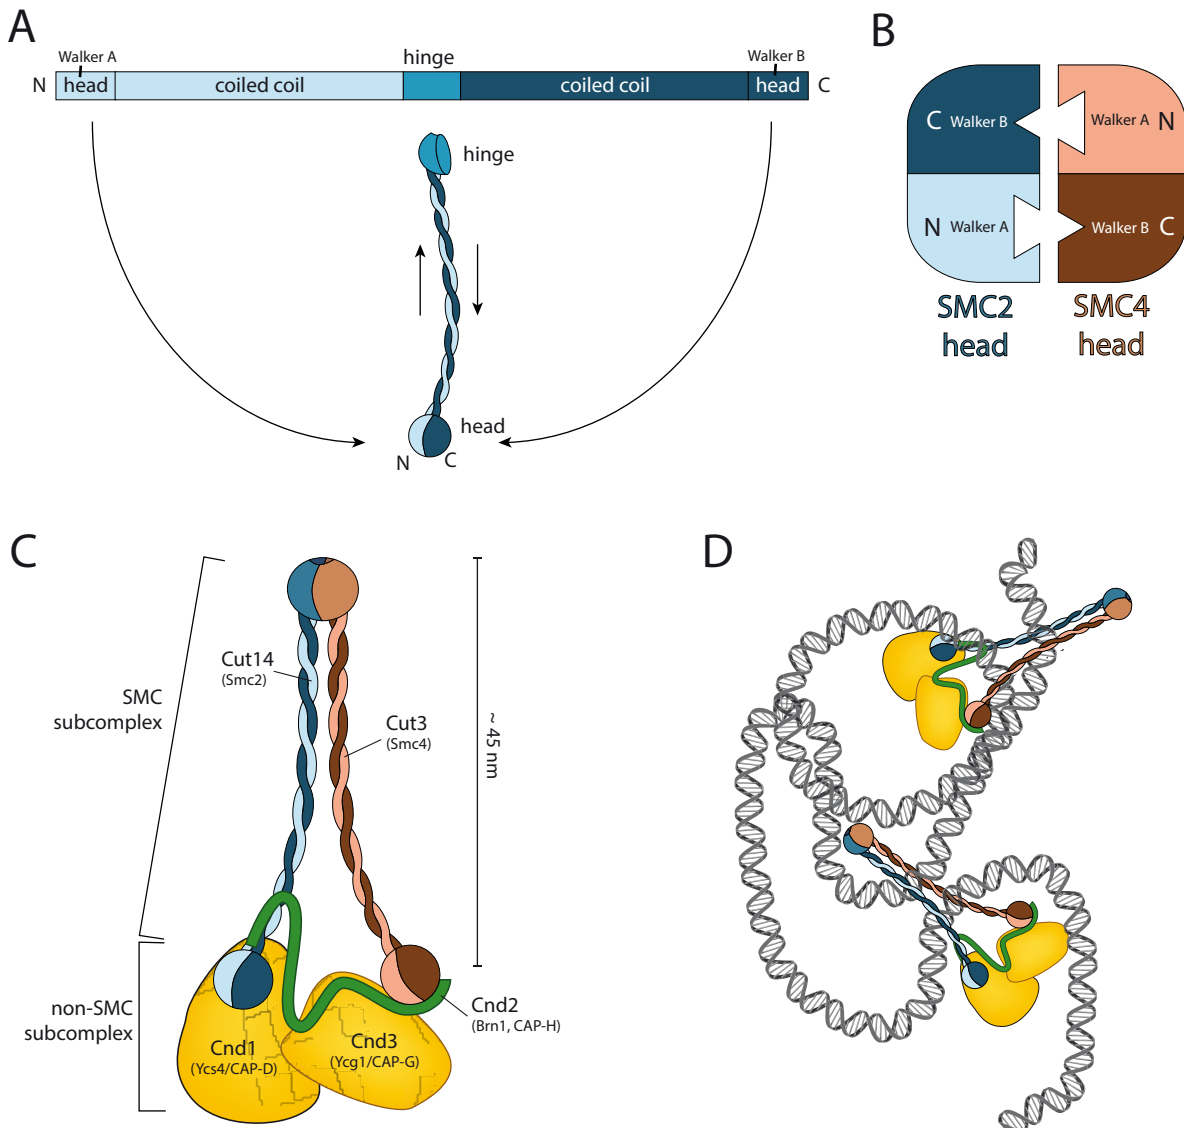 A
Walker A
hinge
Walker B
N
head
coiled coil
coiled coil
head
C
hinge
head
N
C
B
C
Walker B
Walker A
N
N
Walker A
Walker B
C
SMC2
head
SMC4
head
C
SMC
subcomplex
Cut14
(Smc2)
Cut3
(Smc4)
~ 45 nm
non-SMC
subcomplex
Cnd2
(Brn1, CAP-H)
Cnd1
(Ycs4/CAP-D)
Cnd3
(Ycg1/CAP-G)
D